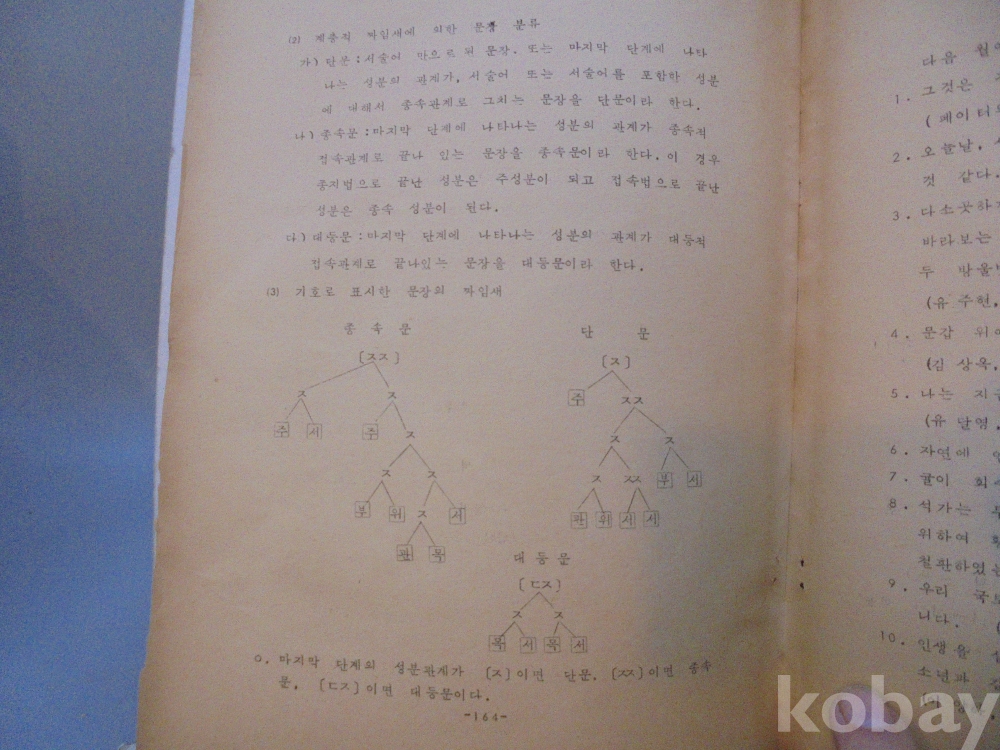 (2) 계층적 짜임새에 의한 문장 분류
가) 단문 : 서술어 만으로 된 문장. 또는 마지막 단계에 나타
나는 성분의 관계가, 서술어 또는 서술어를 포함한 성분
에 대해서 종속관계로 그치는 문장을 단문이라 한다.
나) 종속문 : 마지막 단계에 나타나는 성분의 관계가 종속적
접속관계로 끝나 있는 문장을 종속문이라 한다. 이 경우
종지법으로 끝난 성분은 주성분이 되고 접속법으로 끝난
성분은 종속 성분이 된다.
다) 대등문 : 마지막 단계에 나타나는 성분의 관계가 대등적
접속관계로 끝나있는 문장을 대등문이라 한다.
(3) 기호로 표시한 문장의 짜임새
종 속 문
[ㅈㅈ]
ㅈ ㅈ
주 서 주 ㅈ
ㅈ ㅈ
부 위 ㅈ 서
관 목
단 문
[ㅈ]
주 ㅈㅈ
ㅈ ㅈ
ㅈ ㅈㅈ 부 서
관 위 서 서
대 등 문
[ㄷㅈ]
ㅈ ㅈ
목 서 목 서
○. 마지막 단계의 성분관계가 [ㅈ]이면 단문, [ㅈㅈ]이면 종속
문, [ㄷㅈ]이면 대등문이다.
-164-
다음
1. 그것은
(페이터
2. 오늘날,
것 같다.
3. 다소곳하
바라보는
두 방울
(유 주현,
4. 문갑 위에
(김 상옥,
5. 나는 지
(유 달영,
6. 자연에
7. 굴이
8. 석가는
위하여
철판하였
9. 우리 국
니다. (
10. 인생을
소년과
kobay